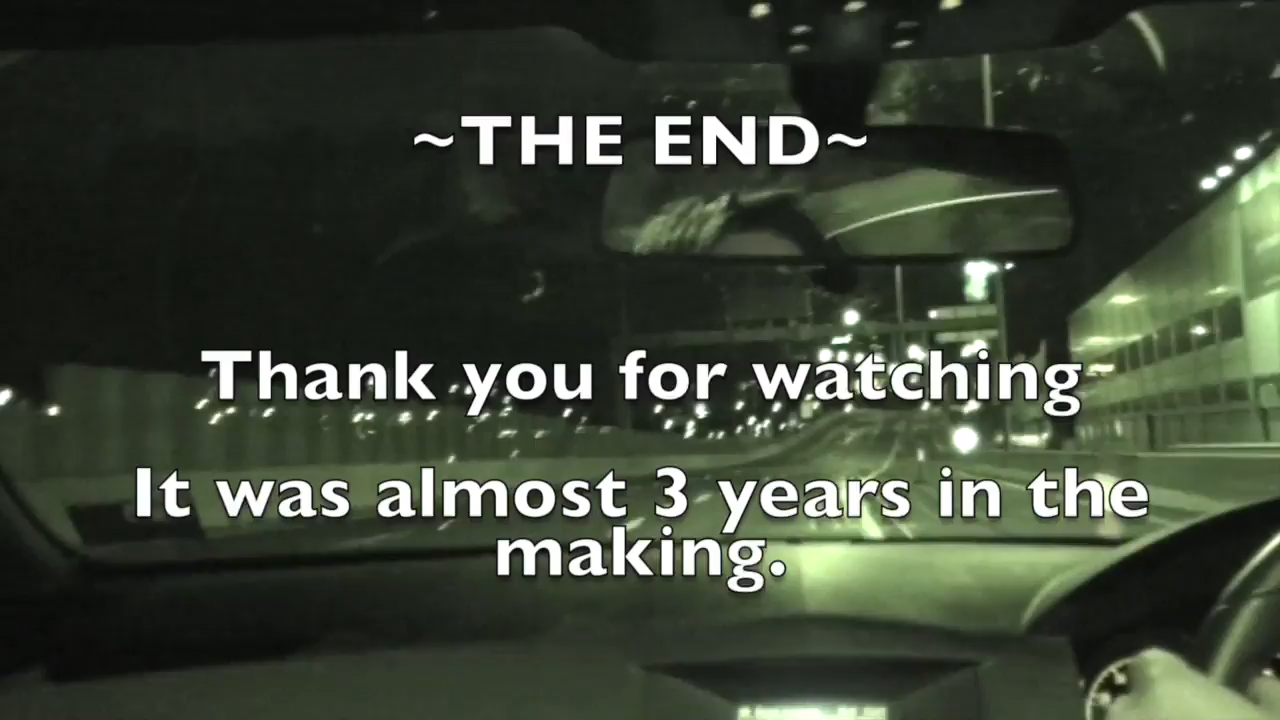 ~THE END~
Thank you for watching
It was almost 3 years in the
making.